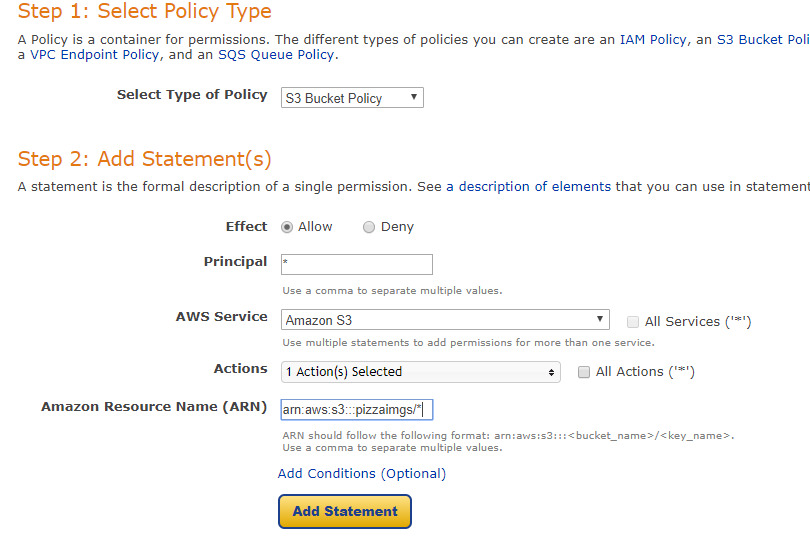 Step 1: Select Policy Type
A Policy is a container for permissions. The different types of policies you can create are an IAM Policy, an S3 Bucket Poli
a VPC Endpoint Policy, and an SQS Queue Policy.
Select Type of Policy S3 Bucket Policy
Step 2: Add Statement(s)
A statement is the formal description of a single permission. See a description of elements that you can use in statement
Effect Allow Deny
Principal *
Use a comma to separate multiple values.
AWS Service Amazon S3 All Services ('*')
Use multiple statements to add permissions for more than one service.
Actions 1 Action(s) Selected All Actions ('*')
Amazon Resource Name (ARN) arn:aws:s3:::pizzaimgs/*
ARN should follow the following format: arn:aws:s3:::<bucket_name>/<key_name>.
Use a comma to separate multiple values.
Add Conditions (Optional)
Add Statement